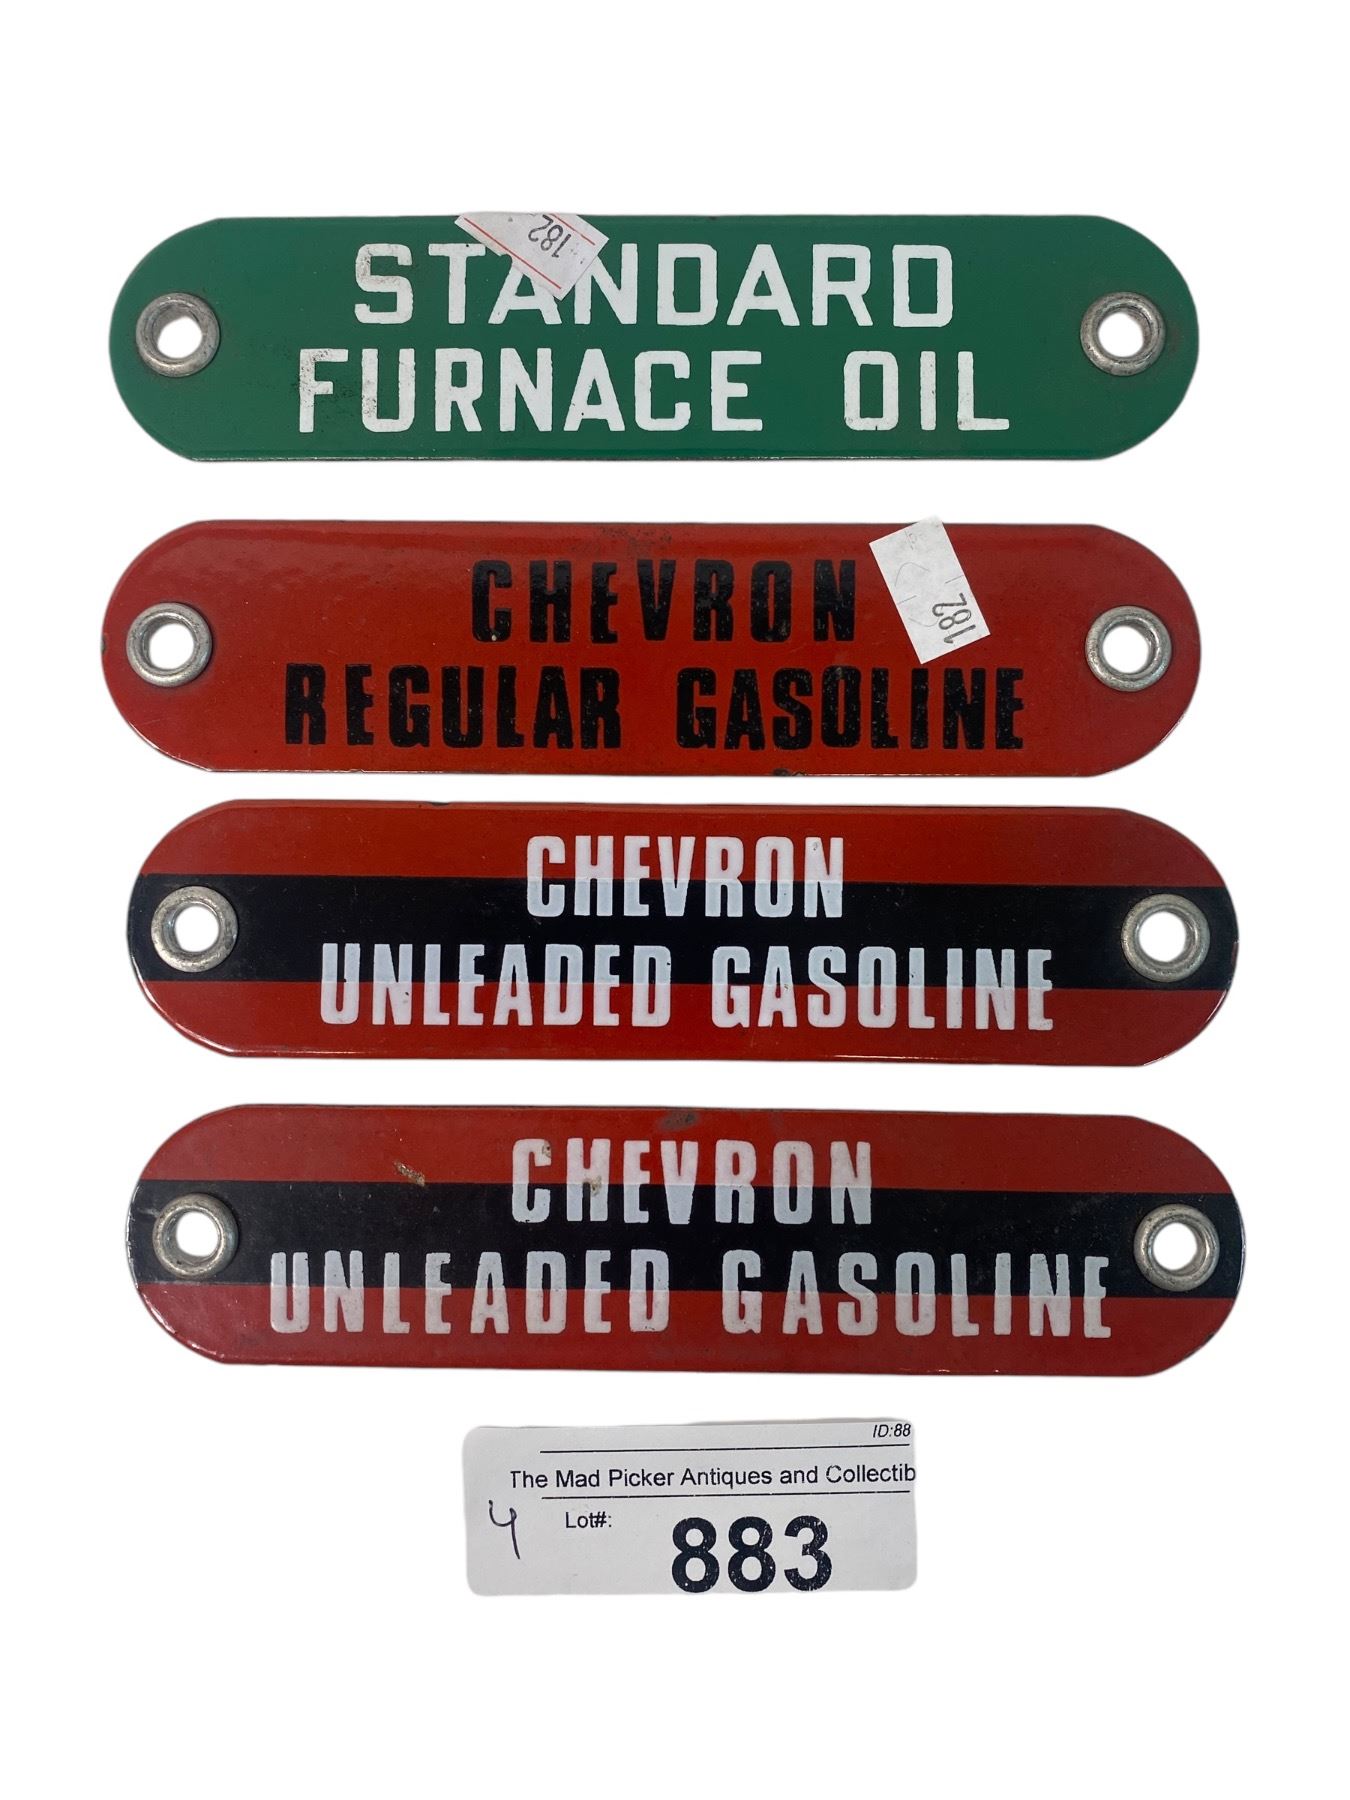 182
STANDARD
FURNACE OIL
182
CHEVRON
REGULAR GASOLINE
CHEVRON
UNLEADED GASOLINE
CHEVRON
UNLEADED GASOLINE
ID:88
The Mad Picker Antiques and Collectib
4 Lot#: 883